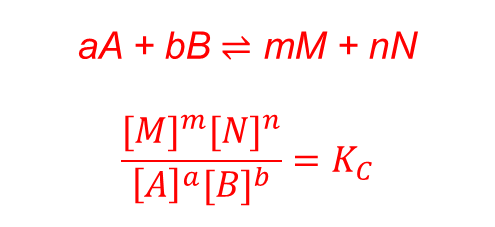 aA + bB ⇌ mM + nN
[M]^m[N]^n / [A]^a[B]^b = K_C